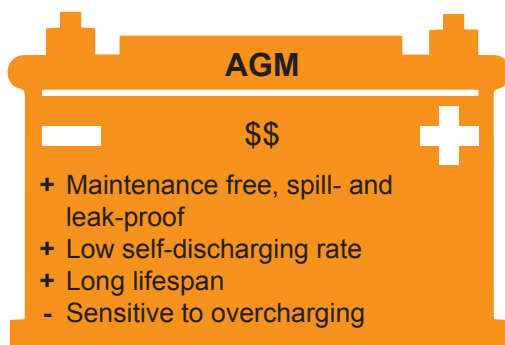 AGM
$$
+ Maintenance free, spill- and
leak-proof
+ Low self-discharging rate
+ Long lifespan
- Sensitive to overcharging